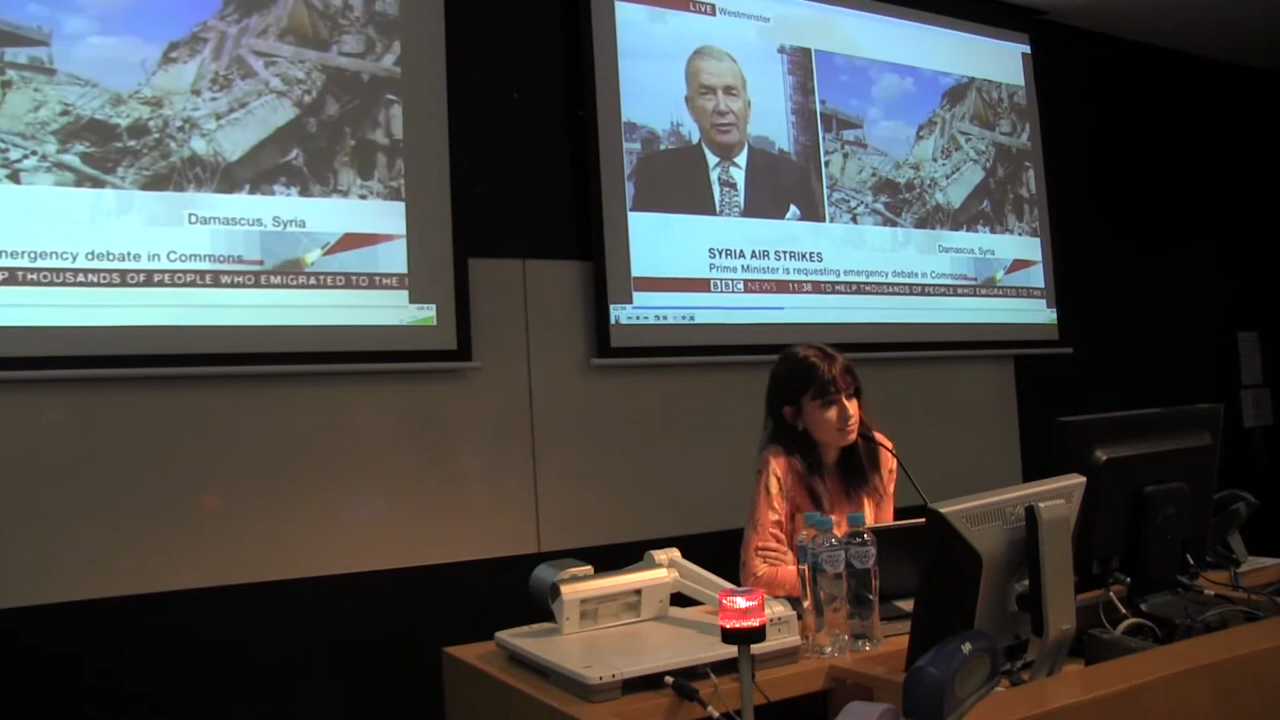 Damascus, Syria
mergency debate in Commons
P THOUSANDS OF PEOPLE WHO EMIGRATED TO THE
LIVE Westminster
Damascus, Syria
SYRIA AIR STRIKES
Prime Minister is requesting emergency debate in Commons
BBC NEWS 11:38 TO HELP THOUSANDS OF PEOPLE WHO EMIGRATED TO THE